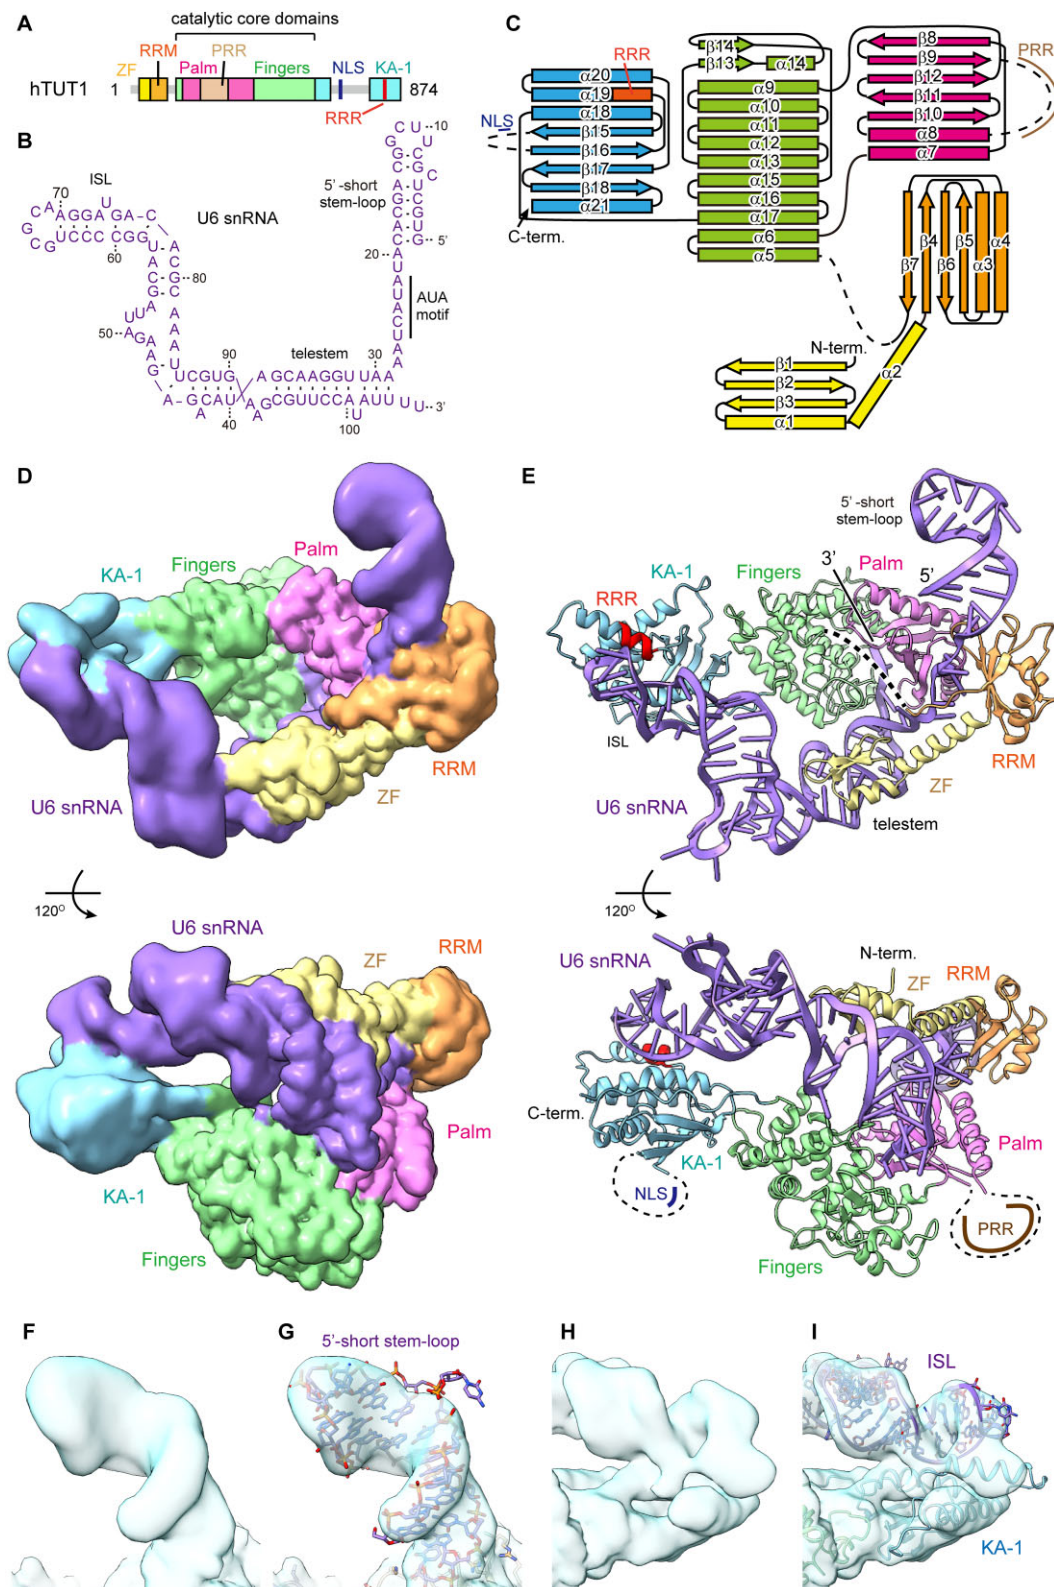 A
catalytic core domains
RRM
PRR
ZF
Palm
Fingers
NLS
KA-1
hTUT1
1
874
RRR
B
ISL
70
U6 snRNA
60
80
50
90
40
telestem
30
100
3'
5'-short
stem-loop
10
5'
20
AUA
motif
UCGUG
AGCAAGGUUAA
C
α20
RRR
α19
α18
NLS
β15
β16
β17
β18
α21
C-term.
β14
β13
α14
α9
α10
α11
α12
α13
α15
α16
α17
α6
α5
β8
PRR
β9
β12
β11
β10
α8
α7
β7
β4
β6
β5
α3
α4
N-term.
β1
β2
β3
α1
α2
D
Palm
Fingers
KA-1
RRM
ZF
U6 snRNA
120°
U6 snRNA
ZF
RRM
Palm
KA-1
Fingers
E
5'-short
stem-loop
3'
Palm
5'
KA-1
Fingers
RRR
ISL
RRM
U6 snRNA
ZF
telestem
120°
U6 snRNA
N-term.
ZF
RRM
C-term.
KA-1
Palm
NLS
PRR
Fingers
F
G
5'-short stem-loop
H
I
ISL
KA-1